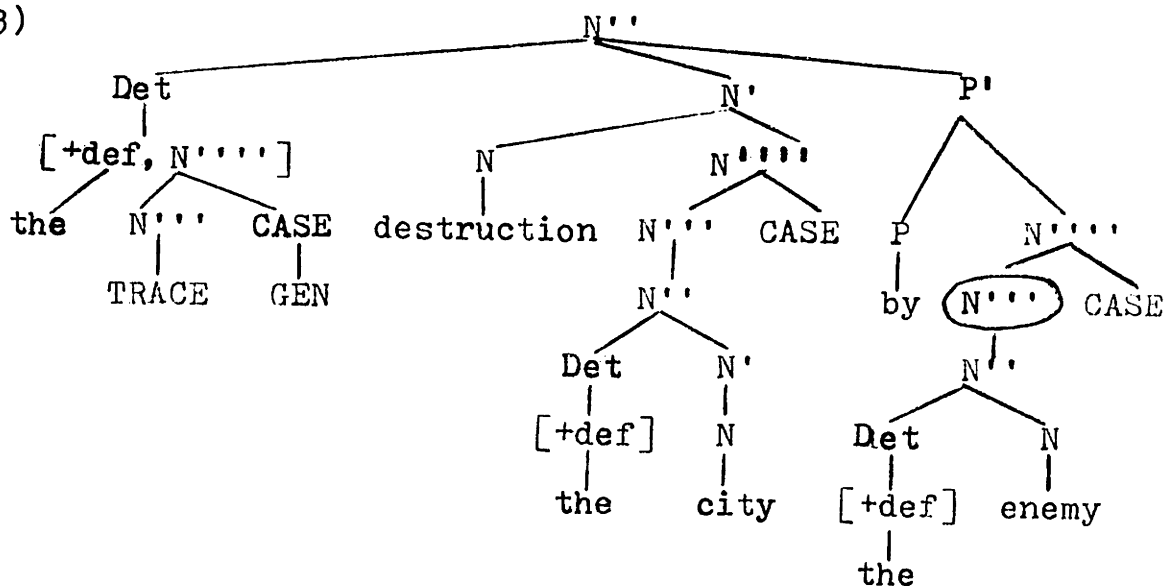 3)
N''
Det N' P'
[+def, N''''] N N''''
the N''' CASE destruction N''' CASE P N''''
TRACE GEN N'' by N''' CASE
Det N' N''
[+def] N Det N
the city [+def] enemy
the